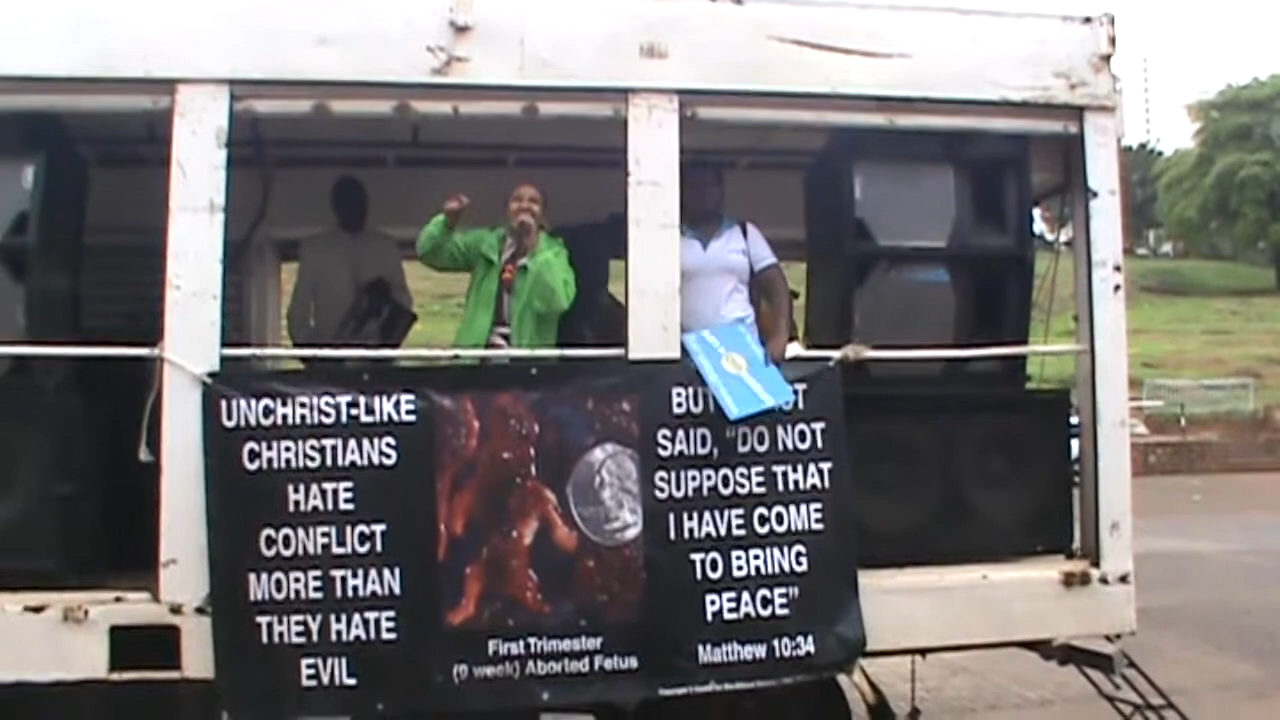 UNCHRIST-LIKE
CHRISTIANS
HATE
CONFLICT
MORE THAN
THEY HATE
EVIL
First Trimester
(9 week) Aborted Fetus
BUT
SAID, “DO NOT
SUPPOSE THAT
I HAVE COME
TO BRING
PEACE”
Matthew 10:34